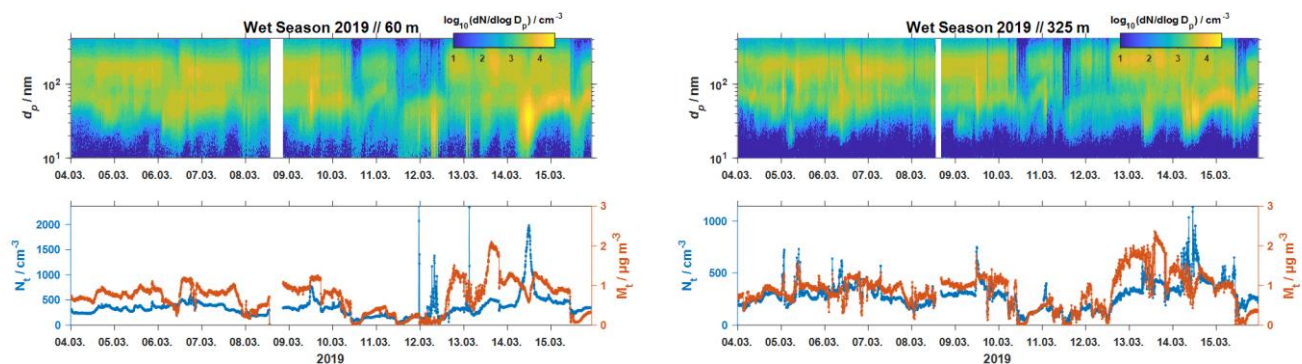 Wet Season 2019 // 60 m
log10(dN/dlog Dp) / cm-3
1 2 3 4
dp / nm
10^2
10^1
04.03. 05.03. 06.03. 07.03. 09.03. 10.03. 11.03. 12.03. 13.03. 14.03. 15.03.
Nt / cm-3
2000
1500
1000
500
0
3
2
1
0
Mt / µg m-3
04.03. 05.03. 06.03. 07.03. 09.03. 10.03. 11.03. 12.03. 13.03. 14.03. 15.03.
2019
Wet Season 2019 // 325 m
log10(dN/dlog Dp) / cm-3
1 2 3 4
dp / nm
10^2
10^1
04.03. 05.03. 06.03. 07.03. 09.03. 10.03. 11.03. 12.03. 13.03. 14.03. 15.03.
Nt / cm-3
1000
500
0
3
2
1
0
Mt / µg m-3
04.03. 05.03. 06.03. 07.03. 09.03. 10.03. 11.03. 12.03. 13.03. 14.03. 15.03.
2019